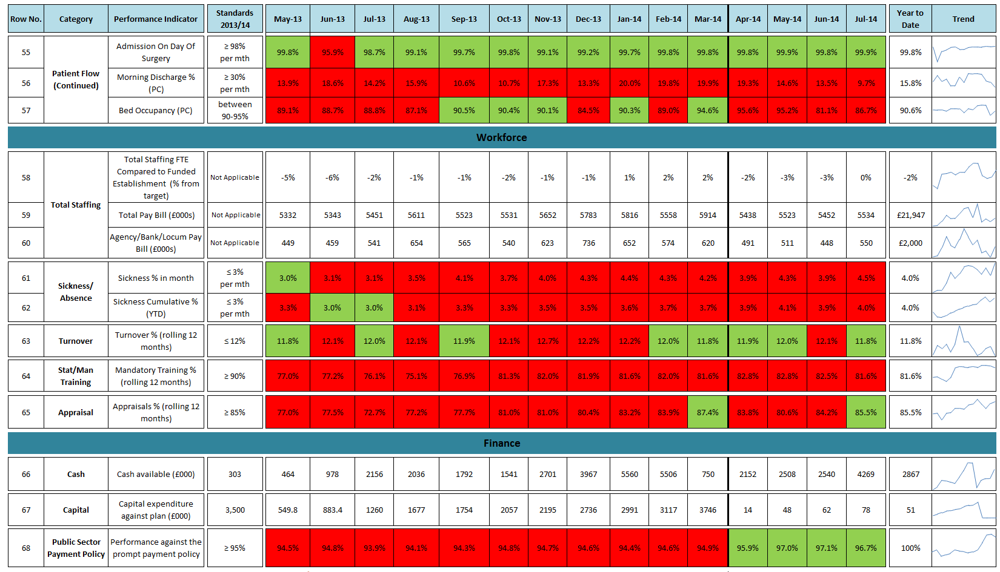 Row No. Category Performance Indicator Standards 2013/14 May-13 Jun-13 Jul-13 Aug-13 Sep-13 Oct-13 Nov-13 Dec-13 Jan-14 Feb-14 Mar-14 Apr-14 May-14 Jun-14 Jul-14 Year to Date Trend
Patient Flow (Continued)
55 Admission On Day Of Surgery ≥ 98% per mth 99.8% 95.9% 98.7% 99.1% 99.7% 99.8% 99.1% 99.2% 99.7% 99.8% 99.8% 99.8% 99.9% 99.8% 99.9% 99.8%
56 Morning Discharge % (PC) ≥ 30% per mth 13.9% 18.6% 14.2% 15.9% 10.6% 10.7% 17.3% 13.3% 20.0% 19.8% 19.9% 19.3% 14.6% 13.5% 9.7% 15.8%
57 Bed Occupancy (PC) between 90-95% 89.1% 88.7% 88.8% 87.1% 90.5% 90.4% 90.1% 84.5% 90.3% 89.0% 94.6% 95.6% 95.2% 81.1% 86.7% 90.6%
Workforce
Total Staffing
58 Total Staffing FTE Compared to Funded Establishment (% from target) Not Applicable -5% -6% -2% -1% -1% -2% -1% -1% 1% 2% 2% -2% -3% -3% 0% -2%
59 Total Pay Bill (£000s) Not Applicable 5332 5343 5451 5611 5523 5531 5652 5783 5816 5558 5914 5438 5523 5452 5534 £21,947
60 Agency/Bank/Locum Pay Bill (£000s) Not Applicable 449 459 541 654 565 540 623 736 652 574 620 491 511 448 550 £2,000
Sickness/ Absence
61 Sickness % in month ≤ 3% per mth 3.0% 3.1% 3.1% 3.5% 4.1% 3.7% 4.0% 4.3% 4.4% 4.3% 4.2% 3.9% 4.3% 3.9% 4.5% 4.0%
62 Sickness Cumulative % (YTD) ≤ 3% per mth 3.3% 3.0% 3.0% 3.1% 3.3% 3.3% 3.5% 3.5% 3.6% 3.7% 3.7% 3.9% 4.1% 3.9% 4.0% 4.0%
63 Turnover Turnover % (rolling 12 months) ≤ 12% 11.8% 12.1% 12.0% 12.1% 11.9% 12.1% 12.7% 12.2% 12.2% 12.0% 11.8% 11.9% 12.0% 12.1% 11.8% 11.8%
64 Stat/Man Training Mandatory Training % (rolling 12 months) ≥ 90% 77.0% 77.2% 76.1% 75.1% 76.9% 81.3% 82.0% 81.9% 81.6% 82.0% 81.6% 82.8% 82.8% 82.5% 81.6% 81.6%
65 Appraisal Appraisals % (rolling 12 months) ≥ 85% 77.0% 77.5% 72.7% 77.2% 77.7% 81.0% 81.0% 80.4% 83.2% 83.9% 87.4% 83.8% 80.6% 84.2% 85.5% 85.5%
Finance
66 Cash Cash available (£000) 303 464 978 2156 2036 1792 1541 2701 3967 5560 5506 750 2152 2508 2540 4269 2867
67 Capital Capital expenditure against plan (£000) 3,500 549.8 883.4 1260 1677 1754 2057 2195 2736 2991 3117 3746 14 48 62 78 51
68 Public Sector Payment Policy Performance against the prompt payment policy ≥ 95% 94.5% 94.8% 93.9% 94.1% 94.3% 94.8% 94.7% 94.6% 94.4% 94.6% 94.9% 95.9% 97.0% 97.1% 96.7% 100%